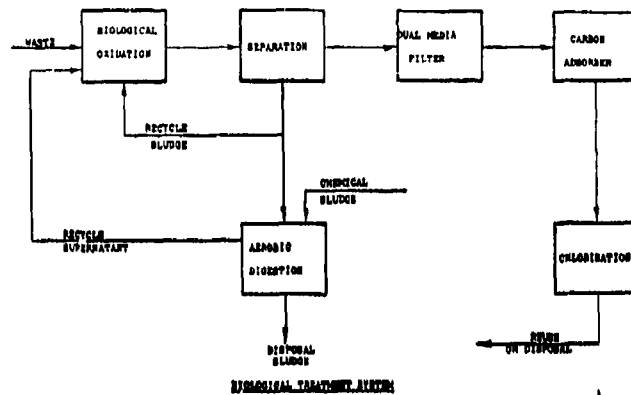 WASTE
BIOLOGICAL
OXIDATION
SEPARATION
DUAL MEDIA
FILTER
CARBON
ADSORBER
RECYCLE
SLUDGE
CHEMICAL
SLUDGE
RECYCLE
SUPERNATANT
AEROBIC
DIGESTION
CHLORINATION
REUSE
OR DISPOSAL
DISPOSAL
SLUDGE
BIOLOGICAL TREATMENT SYSTEM